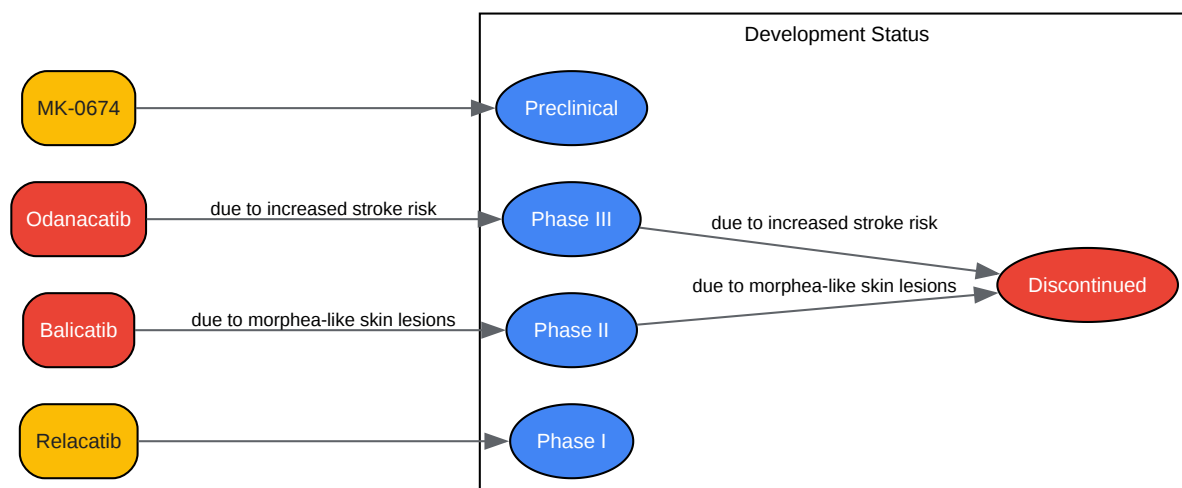 Development Status
MK-0674
Preclinical
Odanacatib
due to increased stroke risk
Phase III
due to increased stroke risk
Discontinued
Balicatib
due to morphea-like skin lesions
Phase II
due to morphea-like skin lesions
Relacatib
Phase I